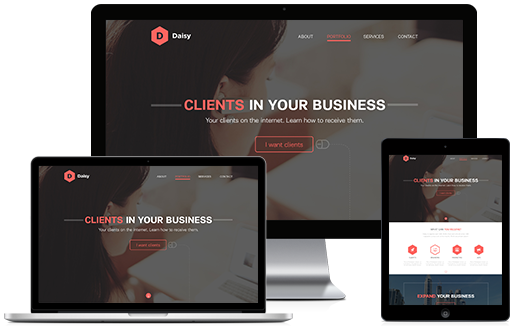 D Daisy
ABOUT PORTFOLIO SERVICES CONTACT
CLIENTS IN YOUR BUSINESS
Your clients on the internet. Learn how to receive them.
I want clients
D Daisy
ABOUT PORTFOLIO SERVICES CONTACT
CLIENTS IN YOUR BUSINESS
Your clients on the internet. Learn how to receive them.
I want clients
Daisy
CLIENTS IN YOUR BUSINESS
EXPAND YOUR BUSINESS